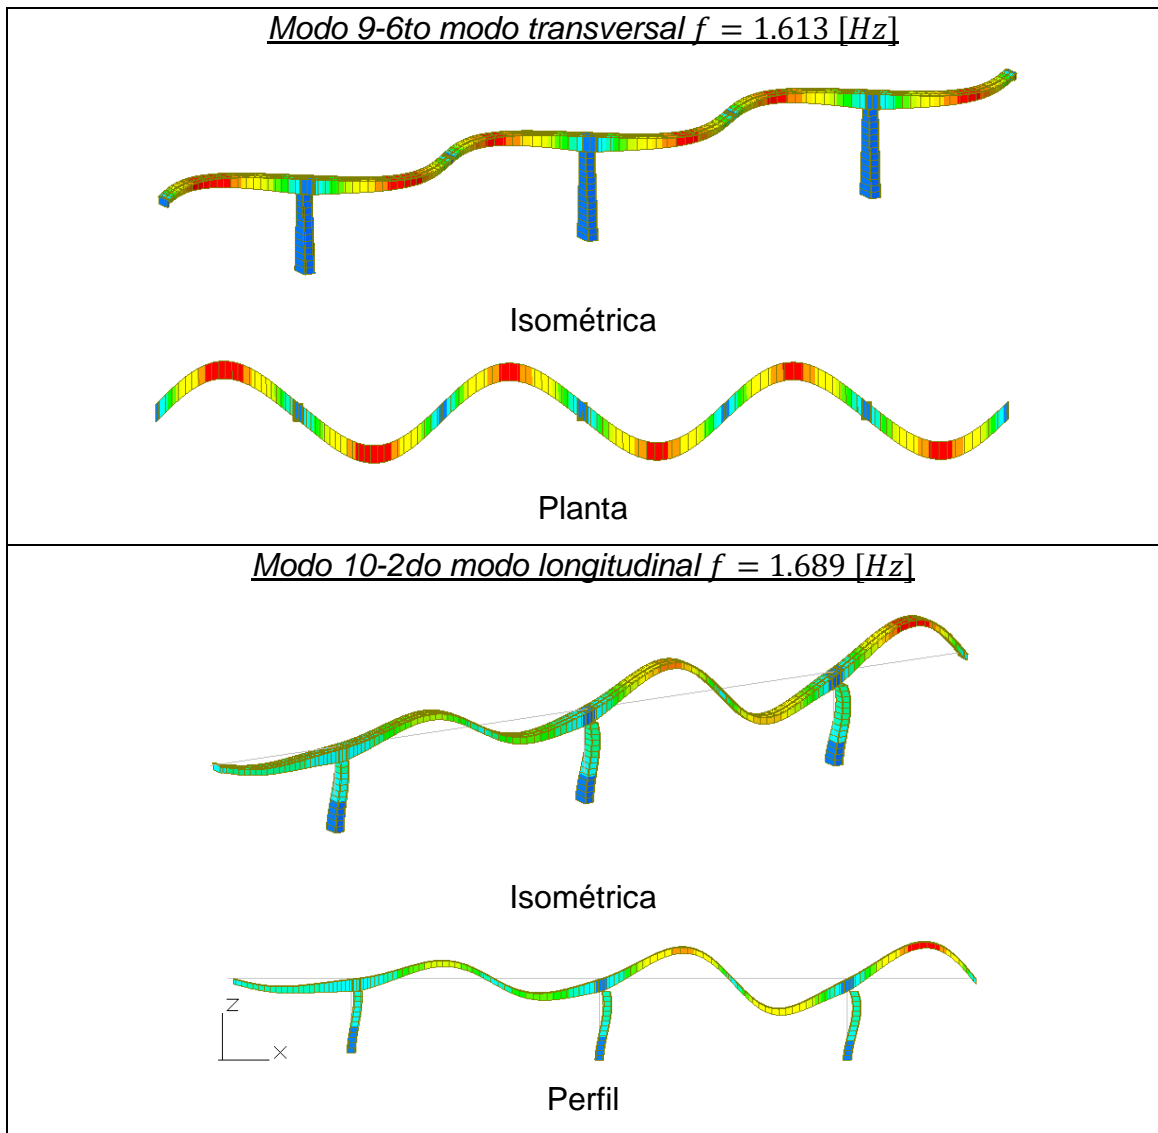 Modo 9-6to modo transversal f = 1.613 [Hz]
Isométrica
Planta
Modo 10-2do modo longitudinal f = 1.689 [Hz]
Isométrica
Z
X
Perfil